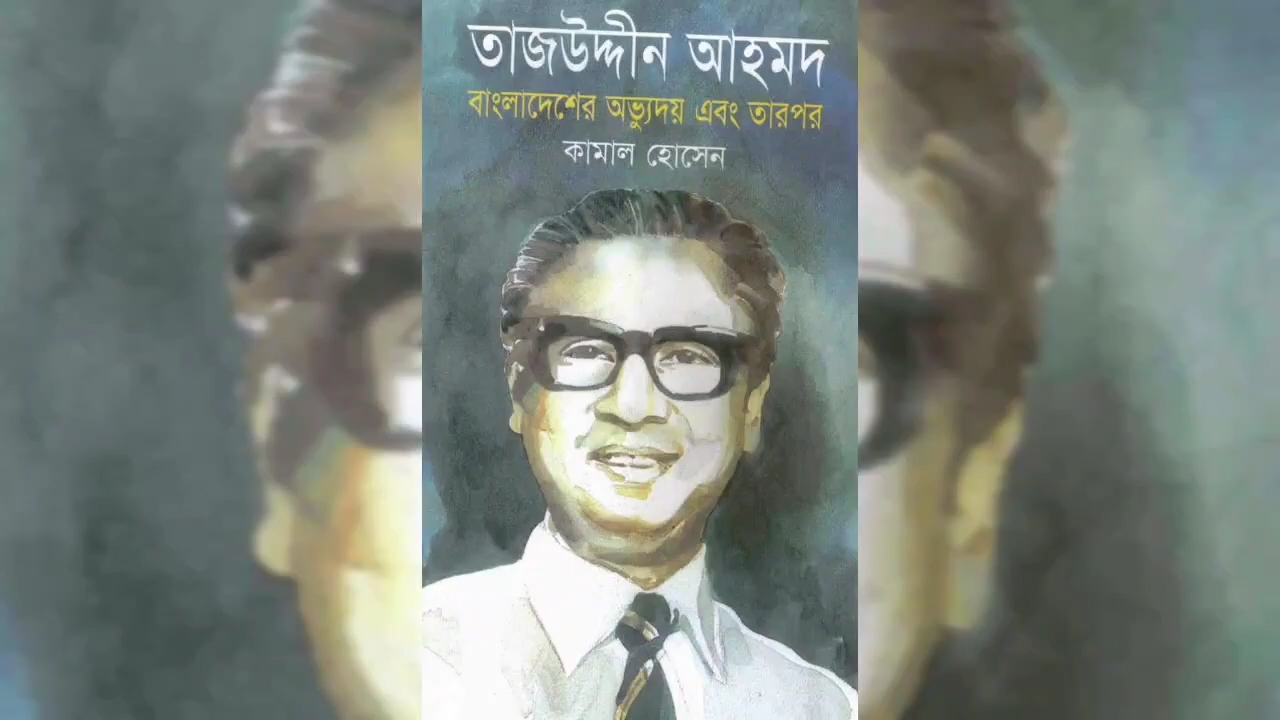 তাজউদ্দীন আহমদ
বাংলাদেশের অভ্যুদয় এবং তারপর
কামাল হোসেন